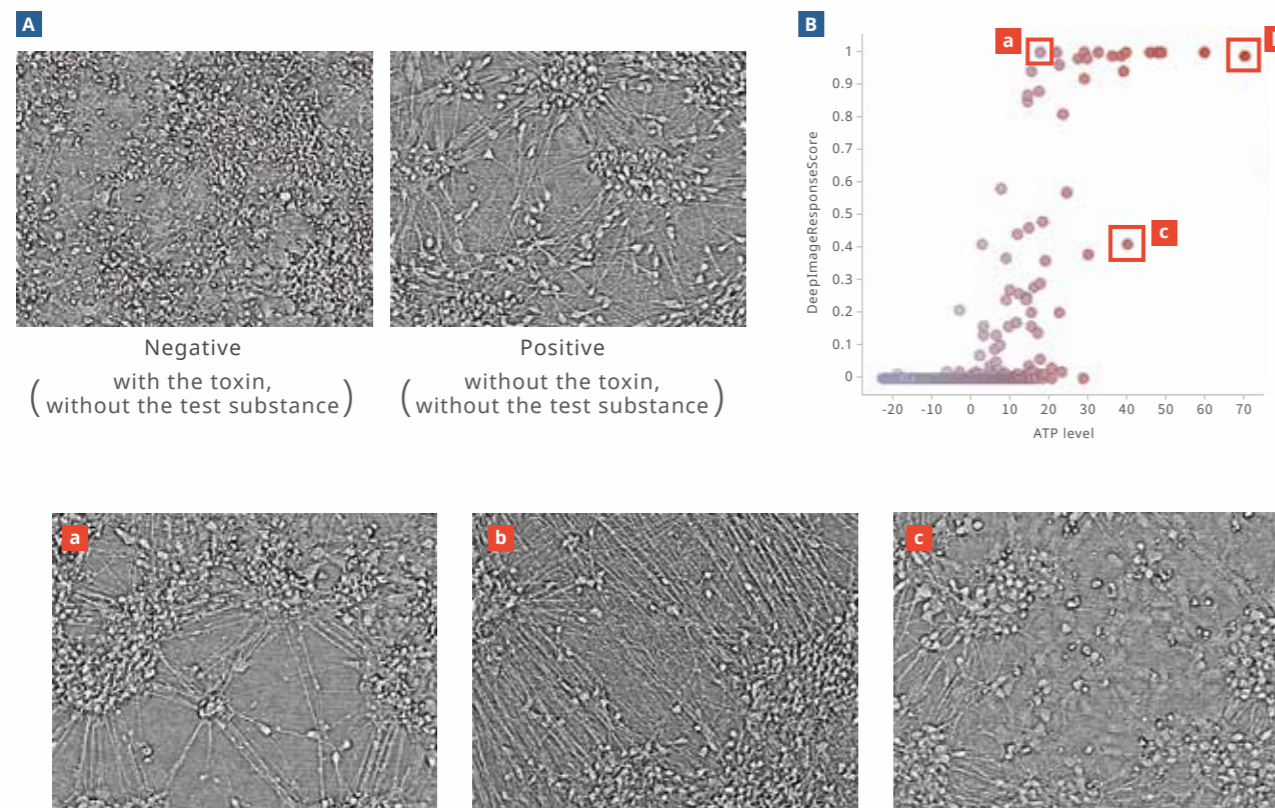 A
Negative
( with the toxin,
without the test substance )
Positive
( without the toxin,
without the test substance )
B
DeepImageResponseScore
1
0.9
0.8
0.7
0.6
0.5
0.4
0.3
0.2
0.1
0
-20 -10 0 10 20 30 40 50 60 70
ATP level
a
c
a
b
c